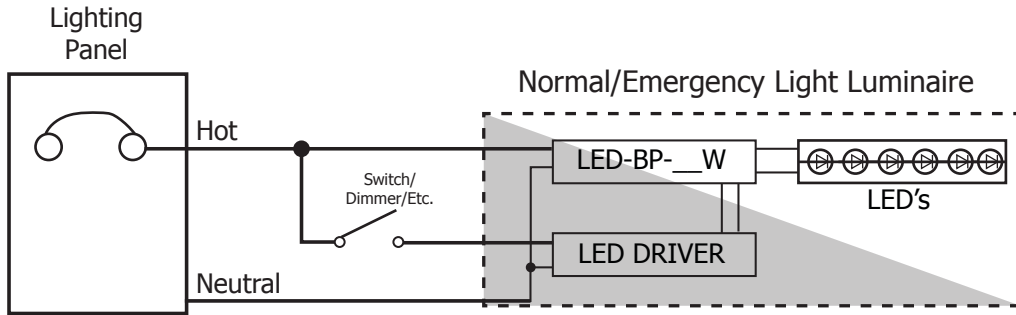 Lighting
Panel
Normal/Emergency Light Luminaire
Hot
LED-BP-__W
Switch/
Dimmer/Etc.
LED's
LED DRIVER
Neutral